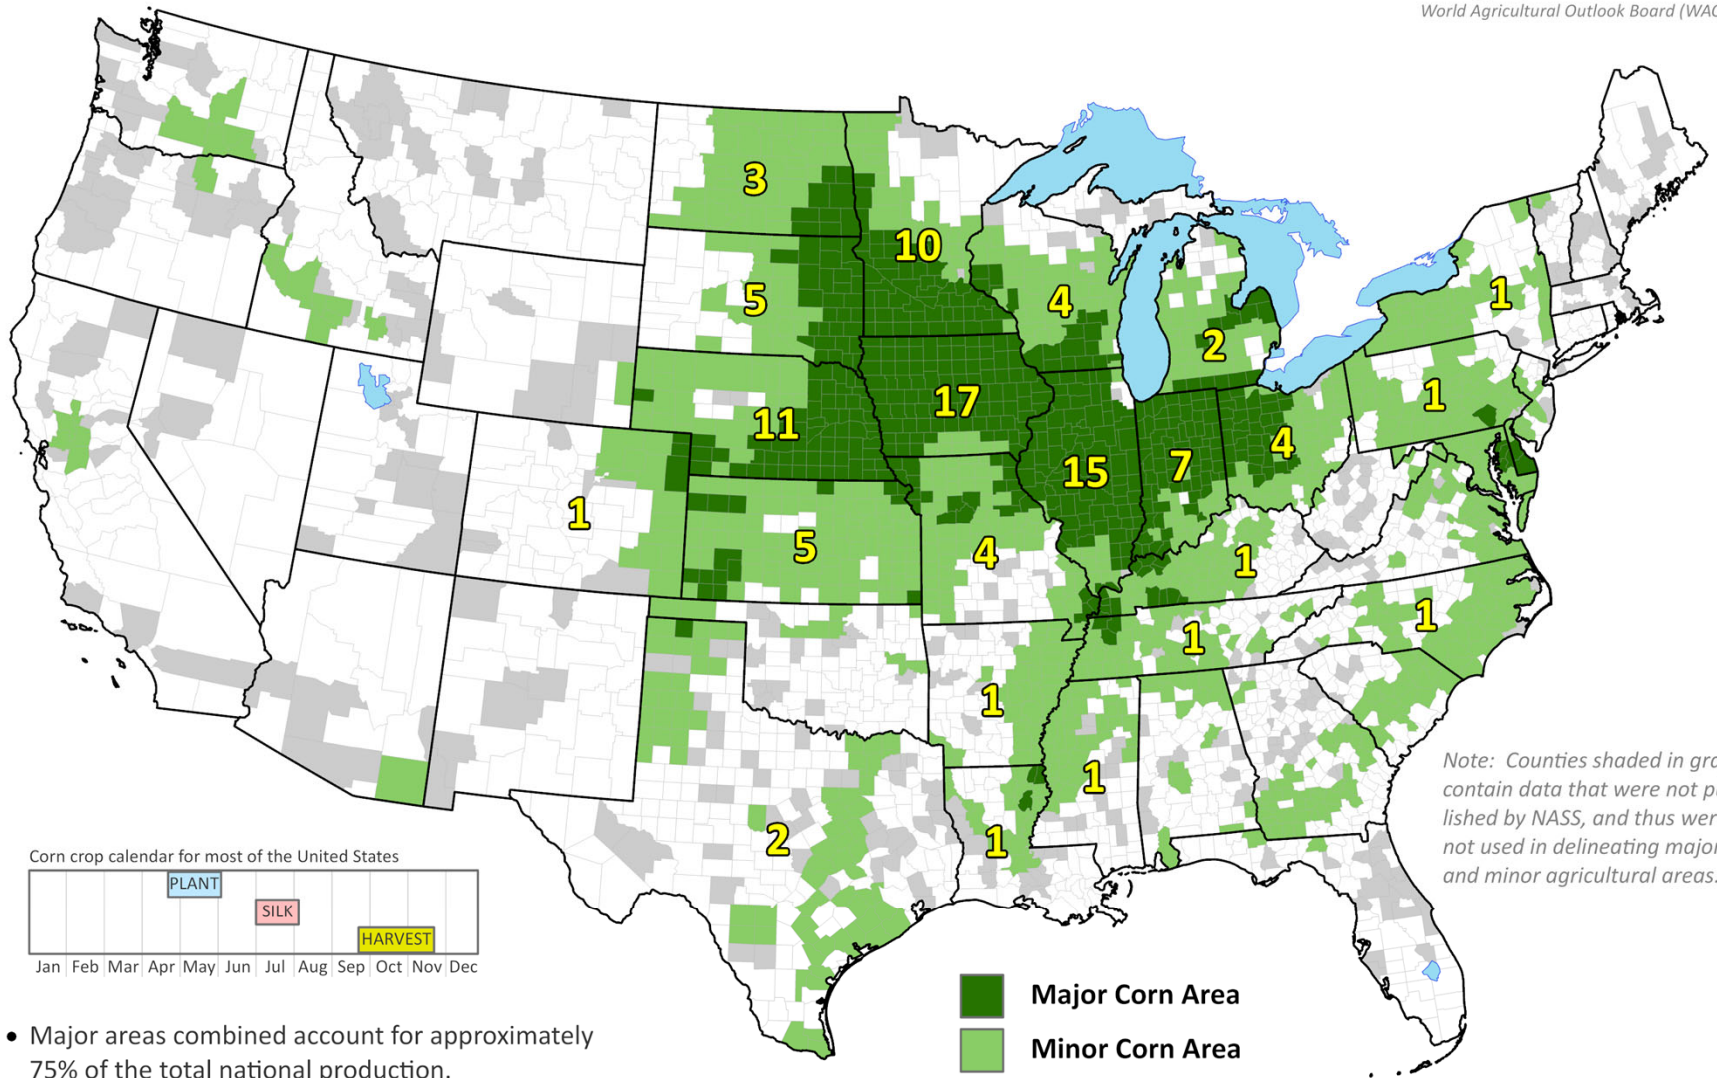 World Agricultural Outlook Board (WAO
3
10
5
4
1
2
17
1
11
4
15
7
1
5
4
1
1
1
1
1
2
1
Note: Counties shaded in gra
contain data that were not p
lished by NASS, and thus wer
not used in delineating major
and minor agricultural areas.
Corn crop calendar for most of the United States
PLANT
SILK
HARVEST
Jan Feb Mar Apr May Jun Jul Aug Sep Oct Nov Dec
Major Corn Area
Minor Corn Area
• Major areas combined account for approximately
75% of the total national production.